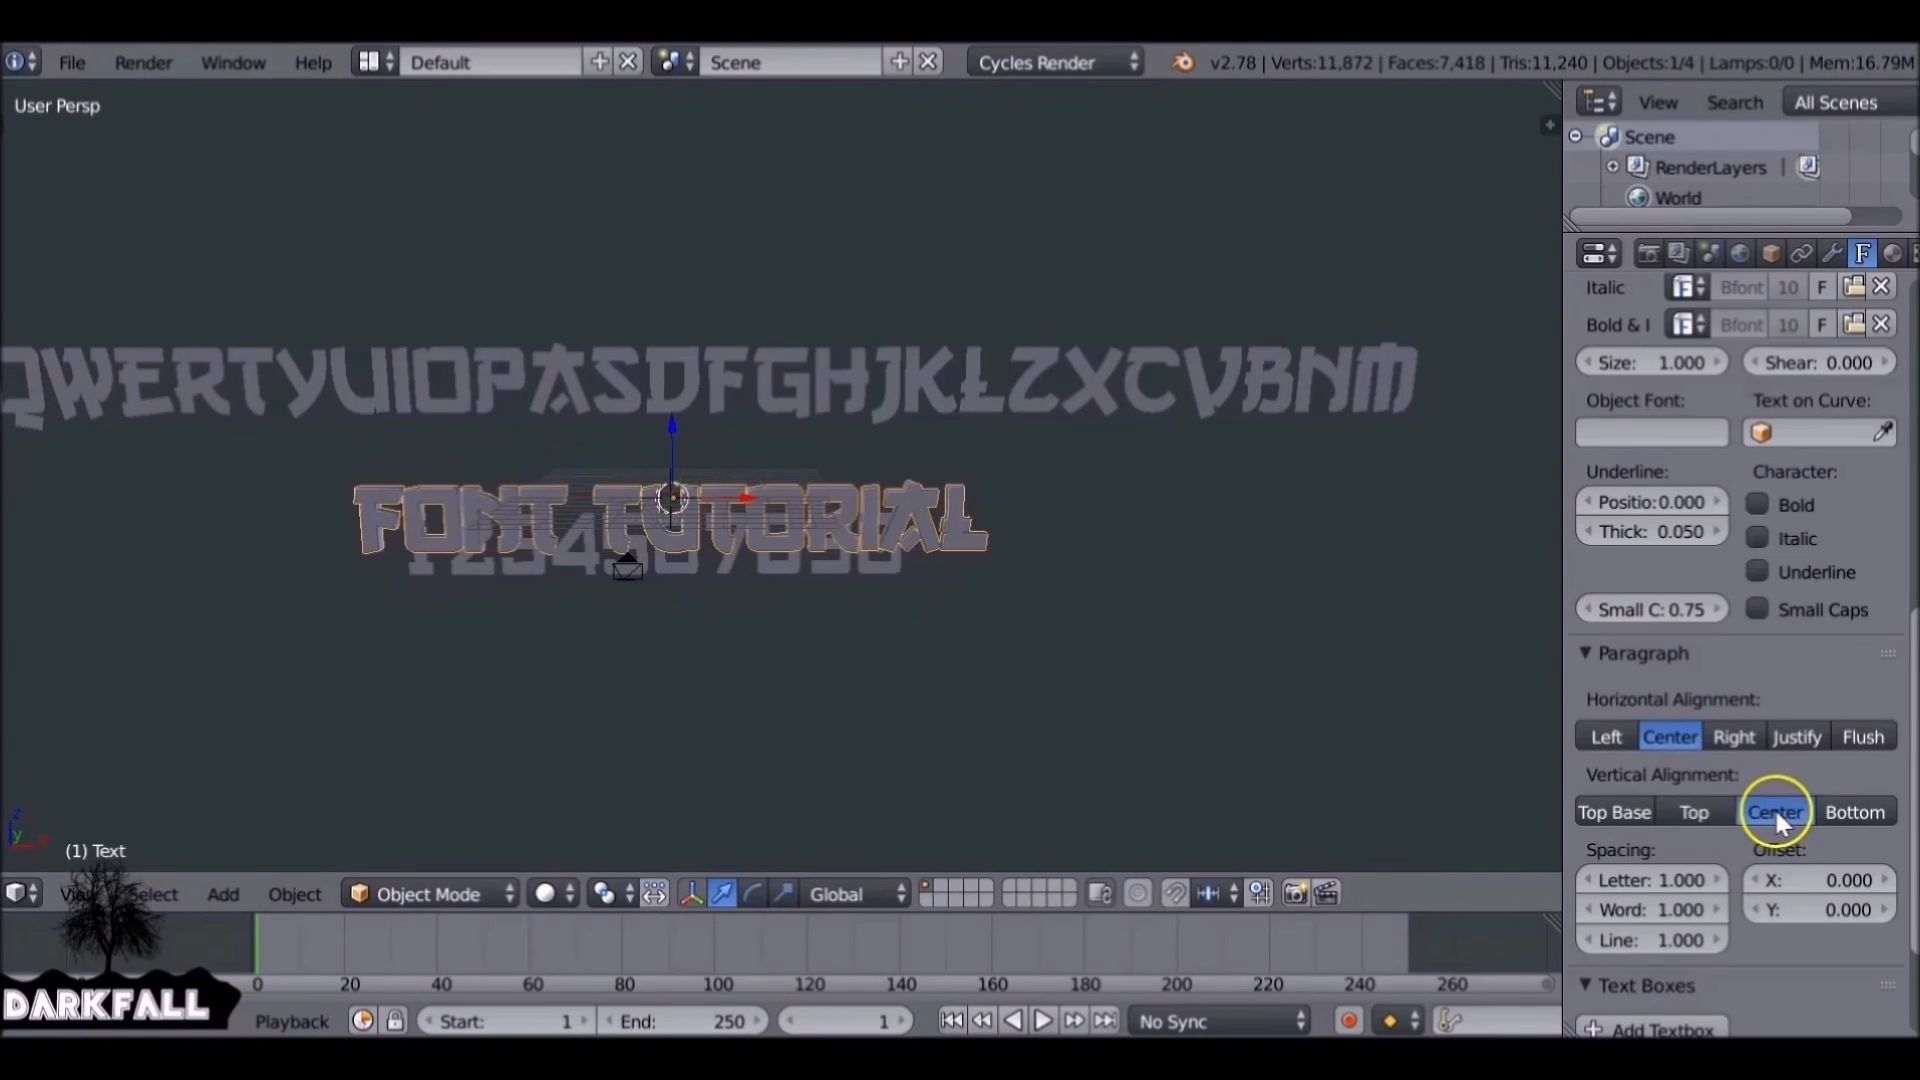 File Render Window Help Default Scene Cycles Render v2.78 | Verts:11,872 | Faces:7,418 | Tris:11,240 | Objects:1/4 | Lamps:0/0 | Mem:16.79M
User Persp
View Search All Scenes
Scene
RenderLayers
World
Italic Bfont 10 F
Bold & I Bfont 10 F
Size: 1.000 Shear: 0.000
Object Font: Text on Curve:
Underline: Character:
Positio:0.000 Bold
Thick: 0.050 Italic
Underline
Small C: 0.75 Small Caps
Paragraph
Horizontal Alignment:
Left Center Right Justify Flush
Vertical Alignment:
Top Base Top Center Bottom
Spacing: Offset:
Letter: 1.000 X: 0.000
Word: 1.000 Y: 0.000
Line: 1.000
Text Boxes
Add Textbox
QWERTYUIOPASDFGHJKLZXCVBNM
FONT TUTORIAL
z
y
(1) Text
View Select Add Object Object Mode Global
0 20 40 60 80 100 120 140 160 180 200 220 240 260
Playback Start: 1 End: 250 1 No Sync
DARKFALL